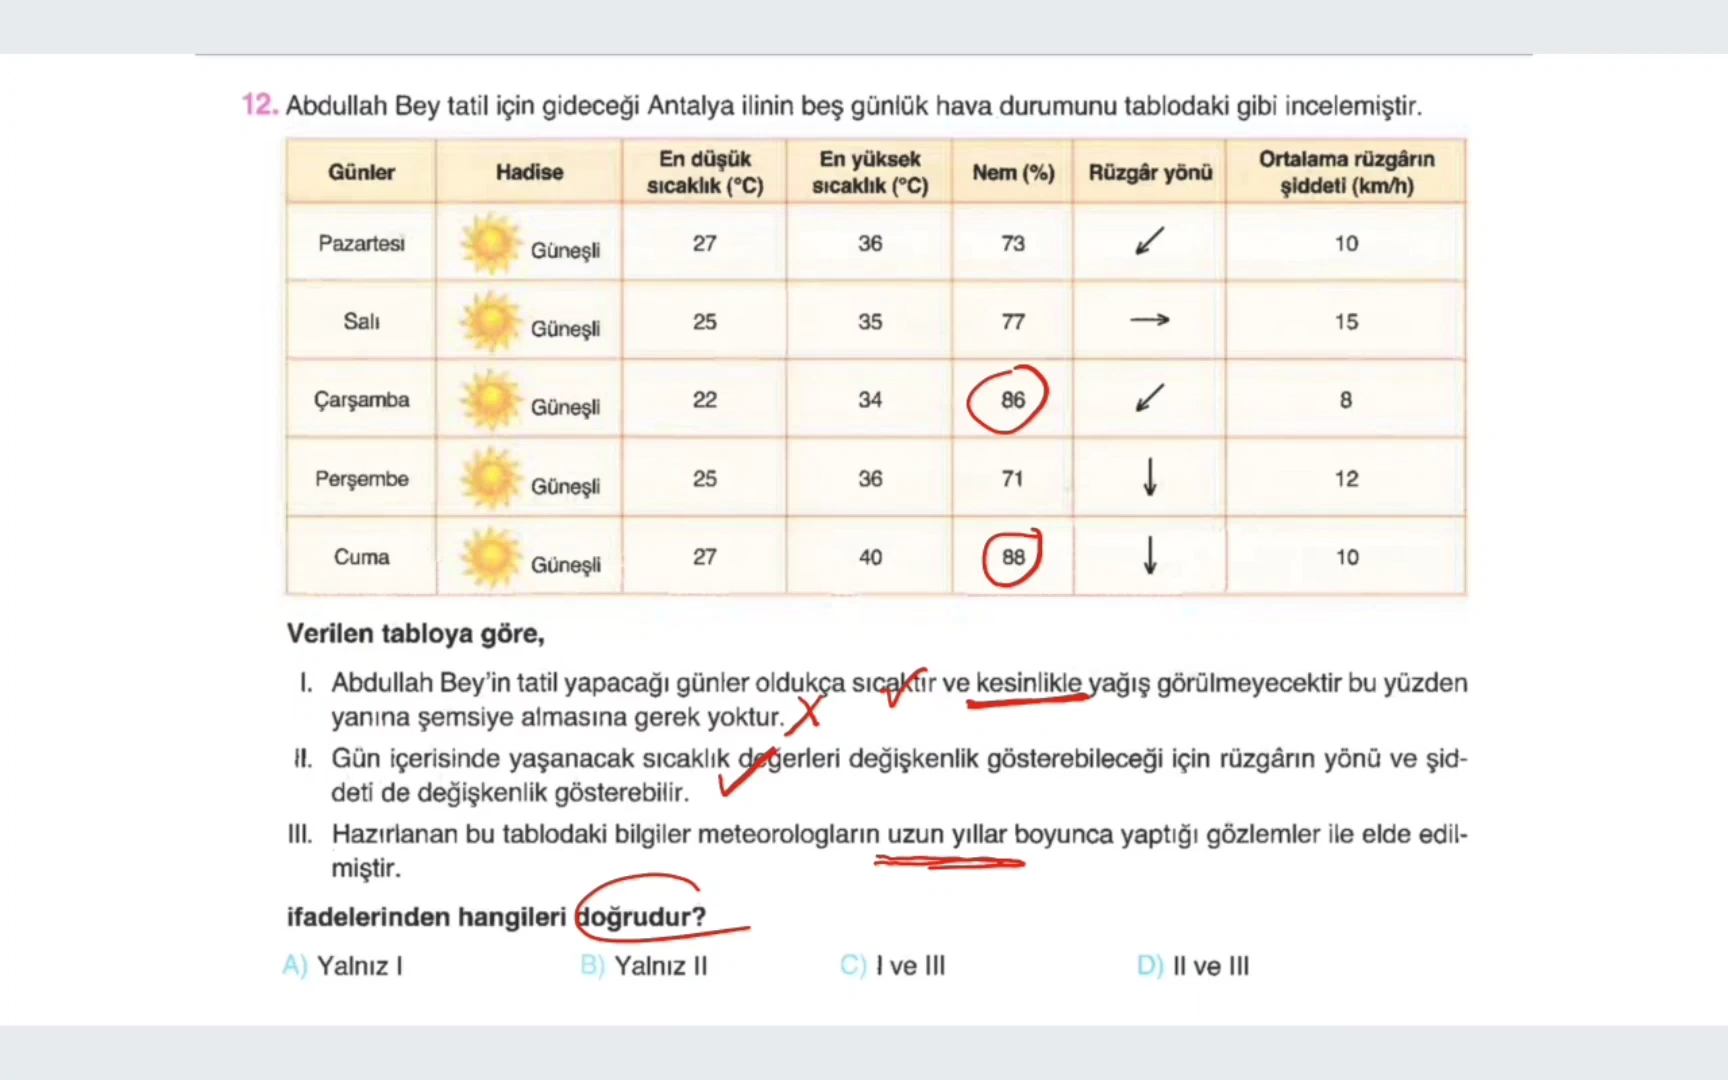 12. Abdullah Bey tatil için gideceği Antalya ilinin beş günlük hava durumunu tablodaki gibi incelemiştir.
Günler Hadise En düşük sıcaklık (°C) En yüksek sıcaklık (°C) Nem (%) Rüzgâr yönü Ortalama rüzgârın şiddeti (km/h)
Pazartesi Güneşli 27 36 73 ↙ 10
Salı Güneşli 25 35 77 → 15
Çarşamba Güneşli 22 34 86 ↙ 8
Perşembe Güneşli 25 36 71 ↓ 12
Cuma Güneşli 27 40 88 ↓ 10
Verilen tabloya göre,
I. Abdullah Bey'in tatil yapacağı günler oldukça sıcaktır ve kesinlikle yağış görülmeyecektir bu yüzden
yanına şemsiye almasına gerek yoktur.
II. Gün içerisinde yaşanacak sıcaklık değerleri değişkenlik gösterebileceği için rüzgârın yönü ve şid-
deti de değişkenlik gösterebilir.
III. Hazırlanan bu tablodaki bilgiler meteorologların uzun yıllar boyunca yaptığı gözlemler ile elde edil-
miştir.
ifadelerinden hangileri doğrudur?
A) Yalnız I B) Yalnız II C) I ve III D) II ve III